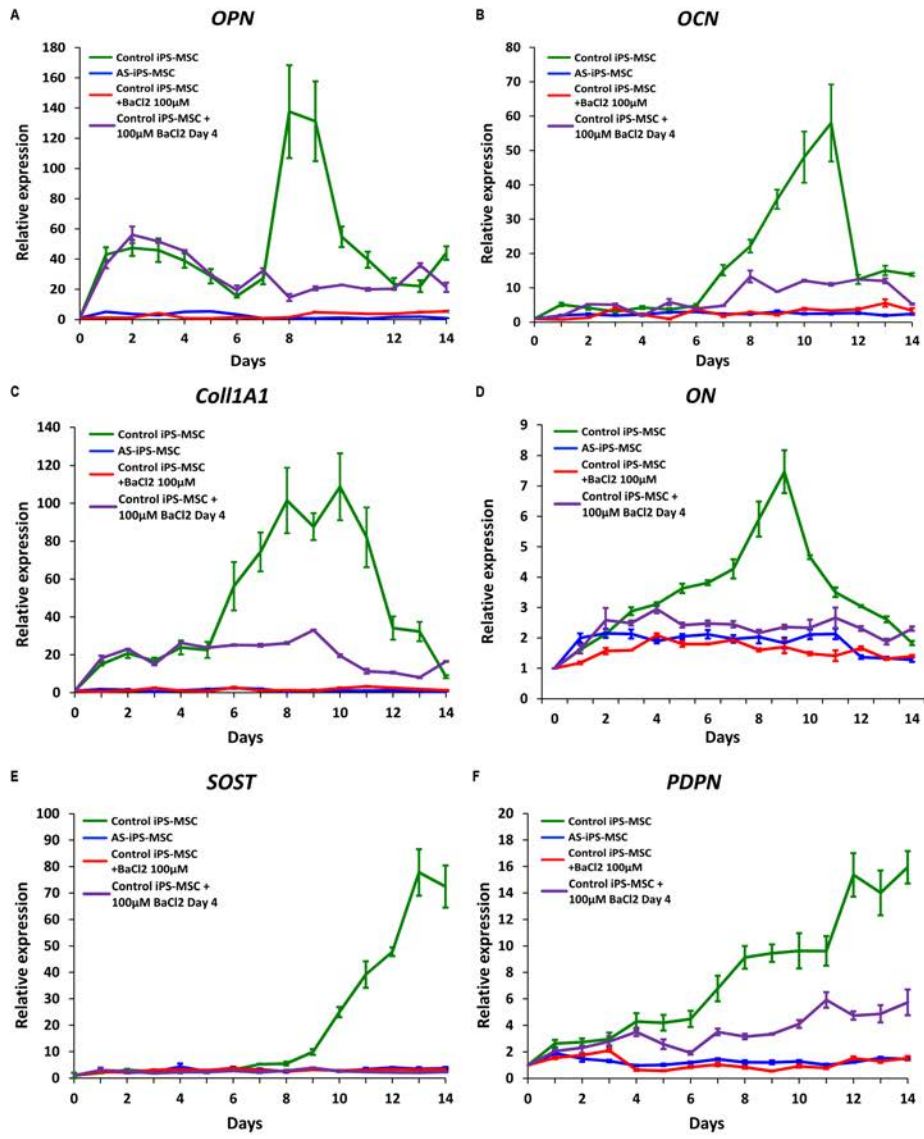 A
OPN
Relative expression
180
160
140
120
100
80
60
40
20
0
Control iPS-MSC
AS-iPS-MSC
Control iPS-MSC
+BaCl2 100µM
Control iPS-MSC +
100µM BaCl2 Day 4
0 2 4 6 8 10 12 14
Days
B
OCN
Relative expression
80
70
60
50
40
30
20
10
0
Control iPS-MSC
AS-iPS-MSC
Control iPS-MSC
+BaCl2 100µM
Control iPS-MSC +
100µM BaCl2 Day 4
0 2 4 6 8 10 12 14
Days
C
Coll1A1
Relative expression
140
120
100
80
60
40
20
0
Control iPS-MSC
AS-iPS-MSC
Control iPS-MSC
+BaCl2 100µM
Control iPS-MSC +
100µM BaCl2 Day 4
0 2 4 6 8 10 12 14
Days
D
ON
Relative expression
9
8
7
6
5
4
3
2
1
0
Control iPS-MSC
AS-iPS-MSC
Control iPS-MSC
+BaCl2 100µM
Control iPS-MSC +
100µM BaCl2 Day 4
0 2 4 6 8 10 12 14
Days
E
SOST
Relative expression
100
90
80
70
60
50
40
30
20
10
0
Control iPS-MSC
AS-iPS-MSC
Control iPS-MSC
+BaCl2 100µM
Control iPS-MSC +
100µM BaCl2 Day 4
0 2 4 6 8 10 12 14
Days
F
PDPN
Relative expression
20
18
16
14
12
10
8
6
4
2
0
Control iPS-MSC
AS-iPS-MSC
Control iPS-MSC
+BaCl2 100µM
Control iPS-MSC +
100µM BaCl2 Day 4
0 2 4 6 8 10 12 14
Days